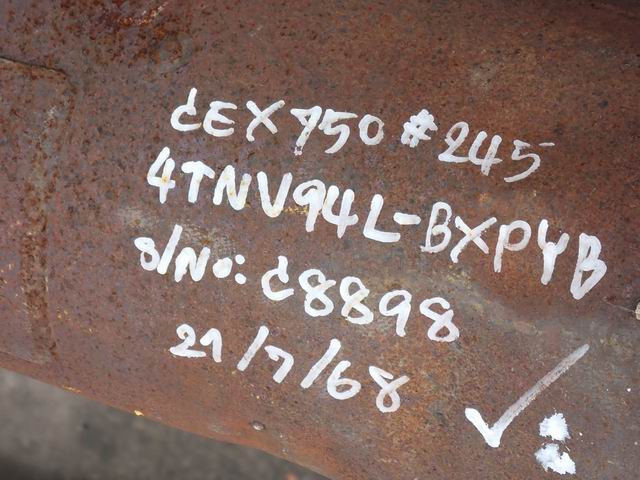 CEX750 #245
4TNV94L-BXPYB
S/No: C8898
21/7/68